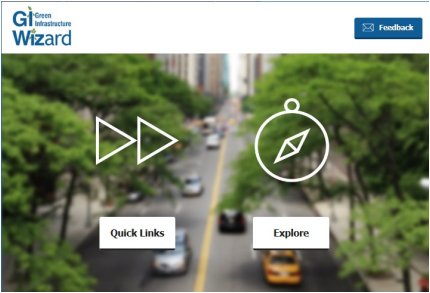 Gi Green
Infrastructure
Wizard
Feedback
Quick Links
Explore